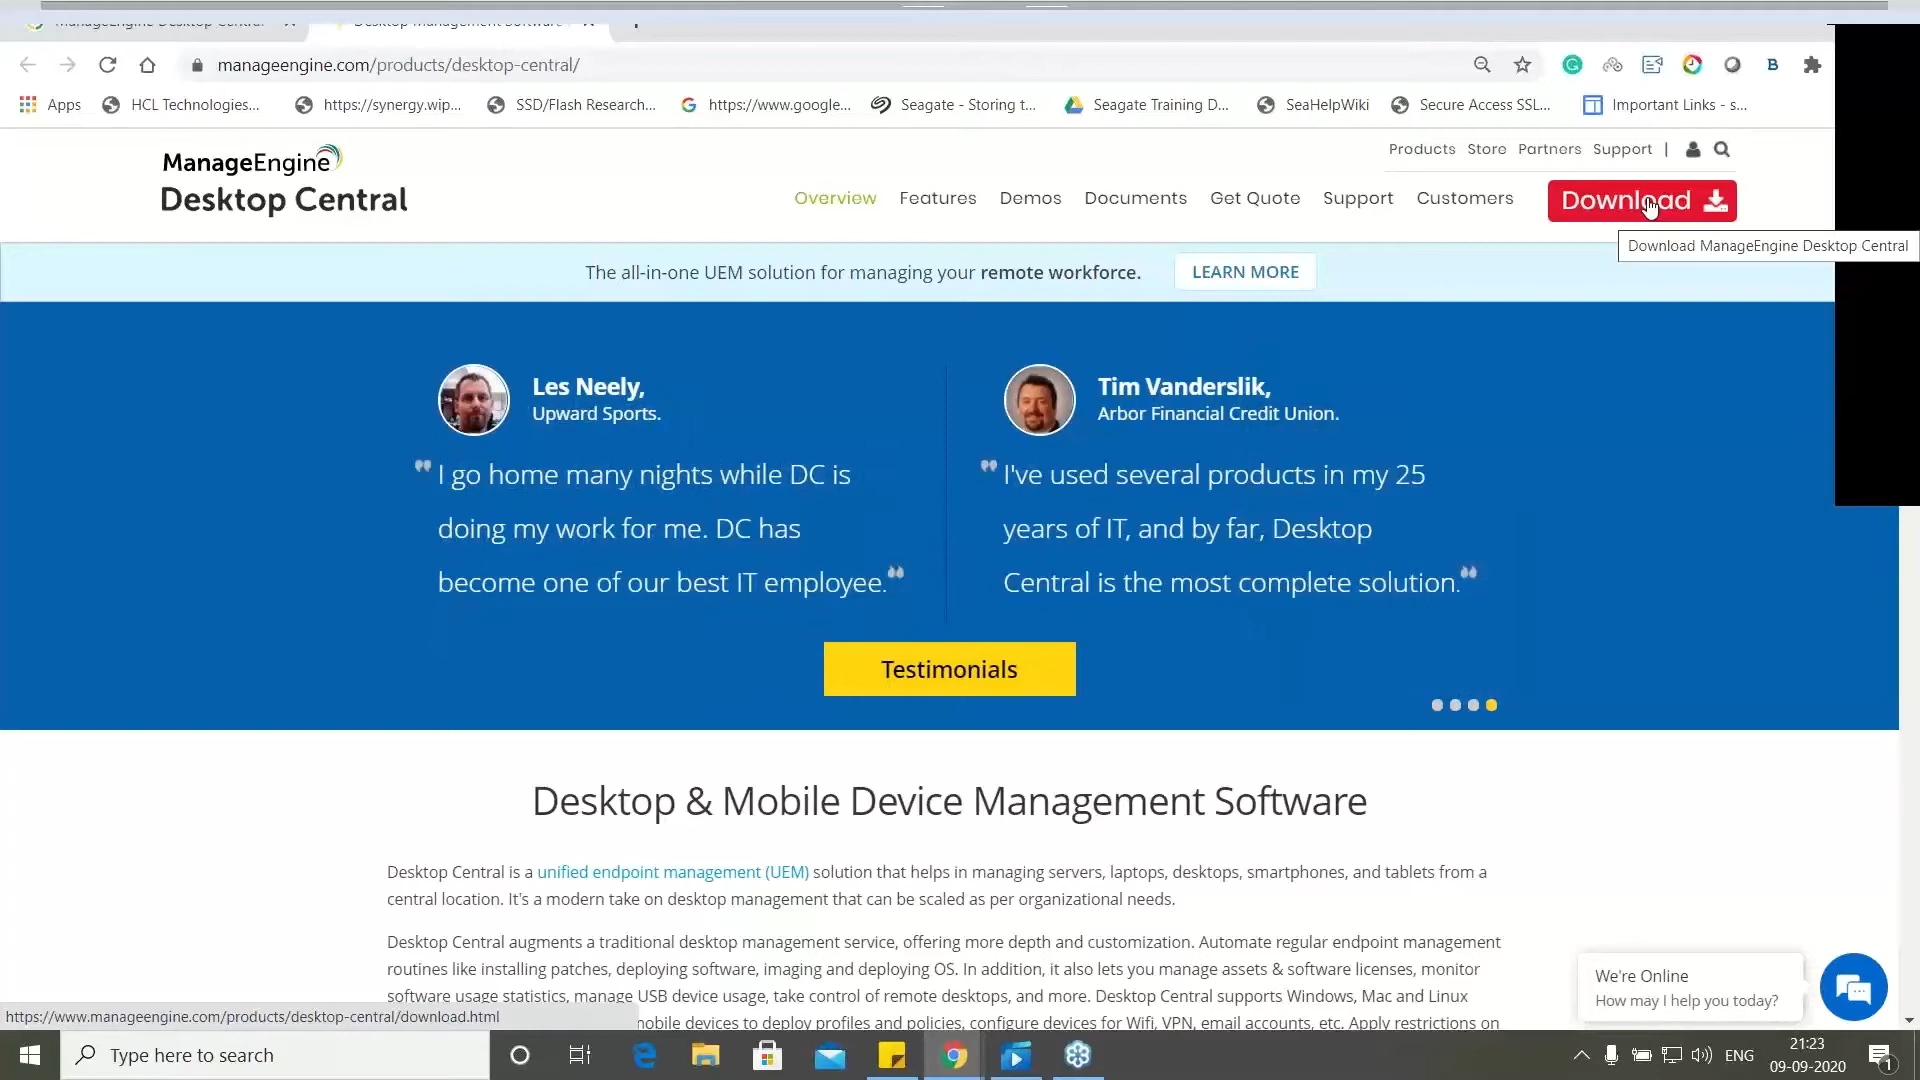 ManageEngine Desktop Central
Desktop Management Software
manageengine.com/products/desktop-central/
Apps
HCL Technologies...
https://synergy.wip...
SSD/Flash Research...
https://www.google...
Seagate - Storing t...
Seagate Training D...
SeaHelpWiki
Secure Access SSL...
Important Links - s...
ManageEngine
Desktop Central
Products Store Partners Support |
Overview Features Demos Documents Get Quote Support Customers
Download
Download ManageEngine Desktop Central
The all-in-one UEM solution for managing your remote workforce.
LEARN MORE
Les Neely,
Upward Sports.
" I go home many nights while DC is
doing my work for me. DC has
become one of our best IT employee."
Tim Vanderslik,
Arbor Financial Credit Union.
" I've used several products in my 25
years of IT, and by far, Desktop
Central is the most complete solution."
Testimonials
Desktop & Mobile Device Management Software
Desktop Central is a unified endpoint management (UEM) solution that helps in managing servers, laptops, desktops, smartphones, and tablets from a
central location. It's a modern take on desktop management that can be scaled as per organizational needs.
Desktop Central augments a traditional desktop management service, offering more depth and customization. Automate regular endpoint management
routines like installing patches, deploying software, imaging and deploying OS. In addition, it also lets you manage assets & software licenses, monitor
software usage statistics, manage USB device usage, take control of remote desktops, and more. Desktop Central supports Windows, Mac and Linux
mobile devices to deploy profiles and policies, configure devices for Wifi, VPN, email accounts, etc. Apply restrictions on
We're Online
How may I help you today?
https://www.manageengine.com/products/desktop-central/download.html
Type here to search
ENG
21:23
09-09-2020
1